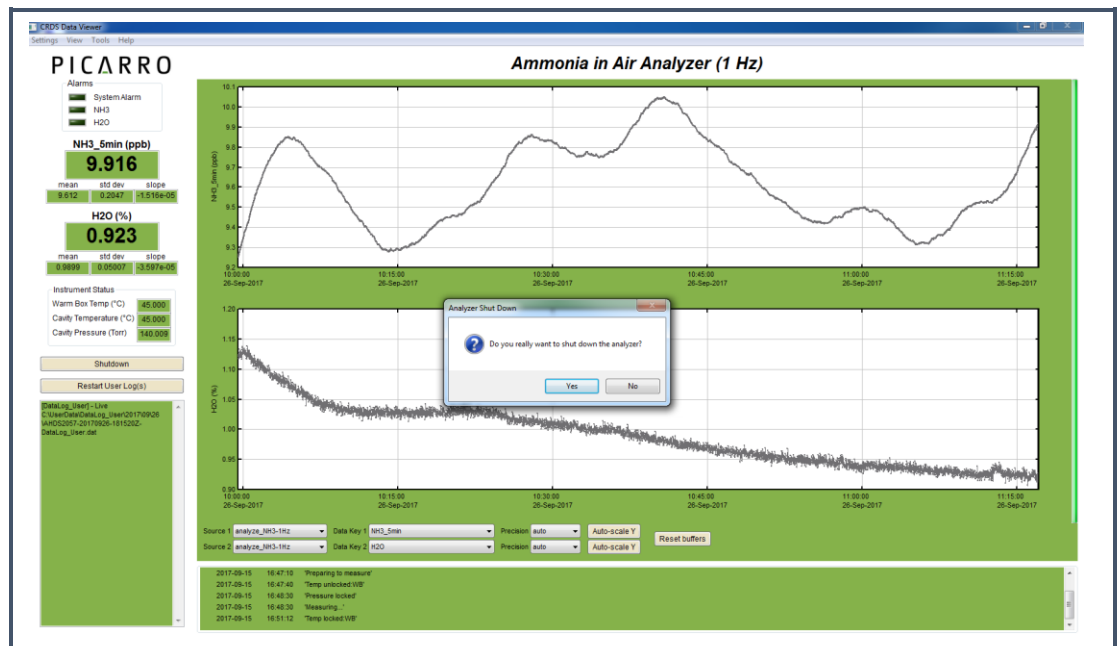 CRDS Data Viewer
Settings View Tools Help
PICARRO
Ammonia in Air Analyzer (1 Hz)
Alarms
System Alarm
NH3
H2O
NH3_5min (ppb)
9.916
mean std dev slope
9.612 0.2047 -1.516e-05
H2O (%)
0.923
mean std dev slope
0.9899 0.05007 -3.597e-05
Instrument Status
Warm Box Temp (°C) 45.000
Cavity Temperature (°C) 45.000
Cavity Pressure (Torr) 140.009
Shutdown
Restart User Log(s)
[DataLog_User] - Live
C:\UserData\DataLog_User\2017\09\26
\AHDS2057-20170926-181520Z-
DataLog_User.dat
NH3_5min (ppb)
10.1
10.0
9.9
9.8
9.7
9.6
9.5
9.4
9.3
9.2
10:00:00 10:15:00 10:30:00 10:45:00 11:00:00 11:15:00
26-Sep-2017 26-Sep-2017 26-Sep-2017 26-Sep-2017 26-Sep-2017 26-Sep-2017
Analyzer Shut Down
Do you really want to shut down the analyzer?
Yes No
H2O (%)
1.20
1.15
1.10
1.05
1.00
0.95
0.90
10:00:00 10:15:00 10:30:00 10:45:00 11:00:00 11:15:00
26-Sep-2017 26-Sep-2017 26-Sep-2017 26-Sep-2017 26-Sep-2017 26-Sep-2017
Source 1 analyze_NH3-1Hz Data Key 1 NH3_5min Precision auto Auto-scale Y
Source 2 analyze_NH3-1Hz Data Key 2 H2O Precision auto Auto-scale Y
Reset buffers
2017-09-15 16:47:10 'Preparing to measure'
2017-09-15 16:47:40 'Temp unlocked:WB'
2017-09-15 16:48:30 'Pressure locked'
2017-09-15 16:48:30 'Measuring...'
2017-09-15 16:51:12 'Temp locked:WB'